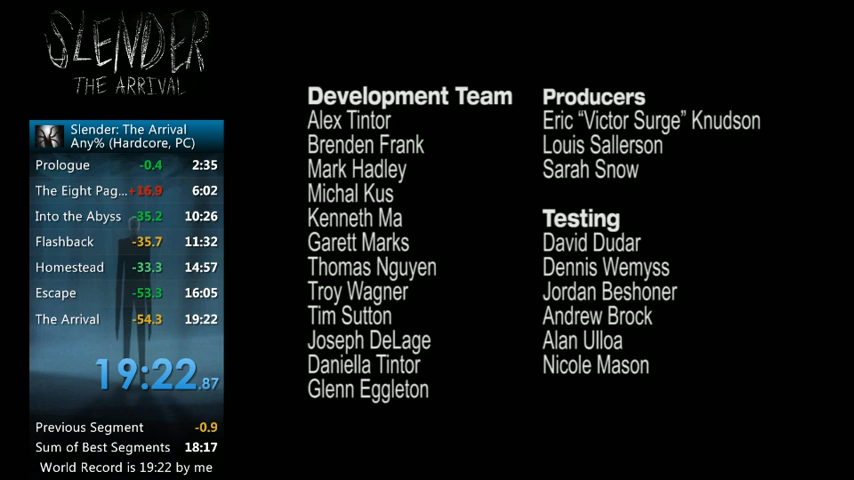 SLENDER
THE ARRIVAL
Slender: The Arrival
Any% (Hardcore, PC)
Prologue -0.4 2:35
The Eight Pag... +16.9 6:02
Into the Abyss -35.2 10:26
Flashback -35.7 11:32
Homestead -33.3 14:57
Escape -53.3 16:05
The Arrival -54.3 19:22
19:22.87
Previous Segment -0.9
Sum of Best Segments 18:17
World Record is 19:22 by me
Development Team
Alex Tintor
Brenden Frank
Mark Hadley
Michal Kus
Kenneth Ma
Garett Marks
Thomas Nguyen
Troy Wagner
Tim Sutton
Joseph DeLage
Daniella Tintor
Glenn Eggleton
Producers
Eric “Victor Surge” Knudson
Louis Sallerson
Sarah Snow
Testing
David Dudar
Dennis Wemyss
Jordan Beshoner
Andrew Brock
Alan Ulloa
Nicole Mason